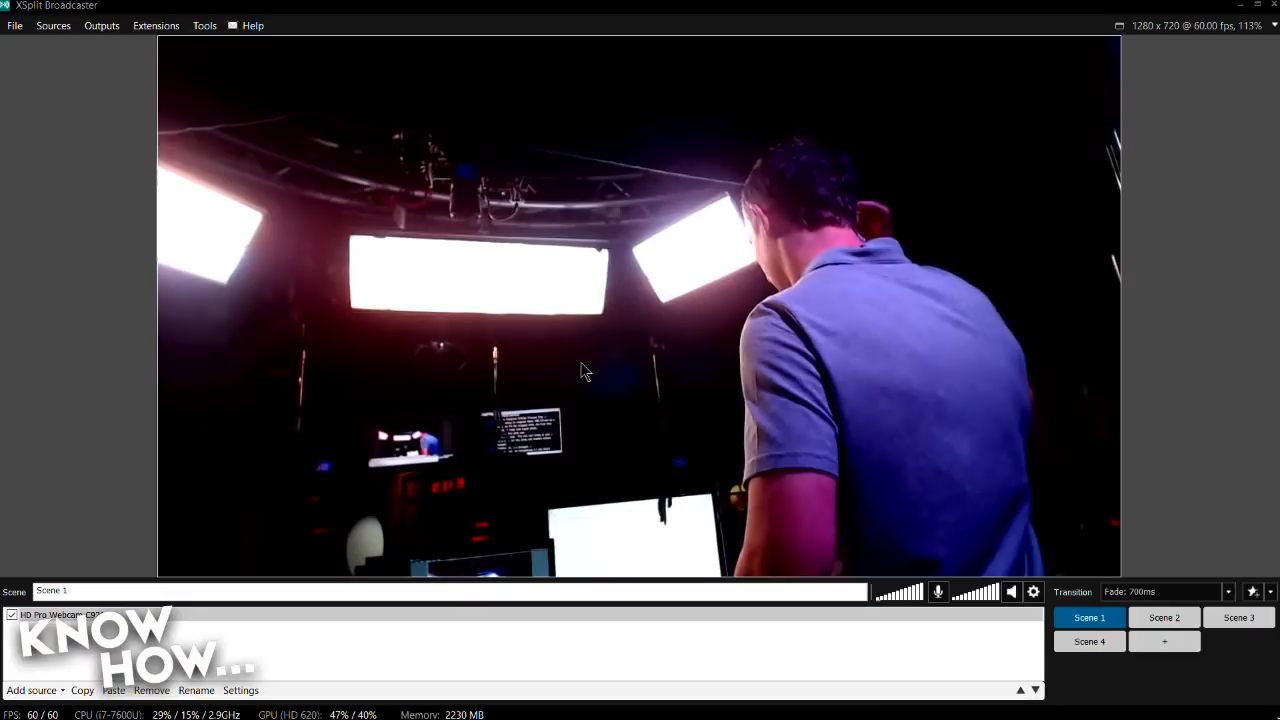 XSplit Broadcaster
File Sources Outputs Extensions Tools Help
1280 x 720 @ 60.00 fps, 113%
Scene Scene 1 Transition Fade: 700ms
HD Pro Webcam
Scene 1 Scene 2 Scene 3
Scene 4 +
KNOW
HOW...
Add source Copy Paste Remove Rename Settings
FPS: 60 / 60 CPU (i7-7600U) 29% / 15% / 2.9GHz GPU (HD 620): 47% / 40% Memory: 2230 MB